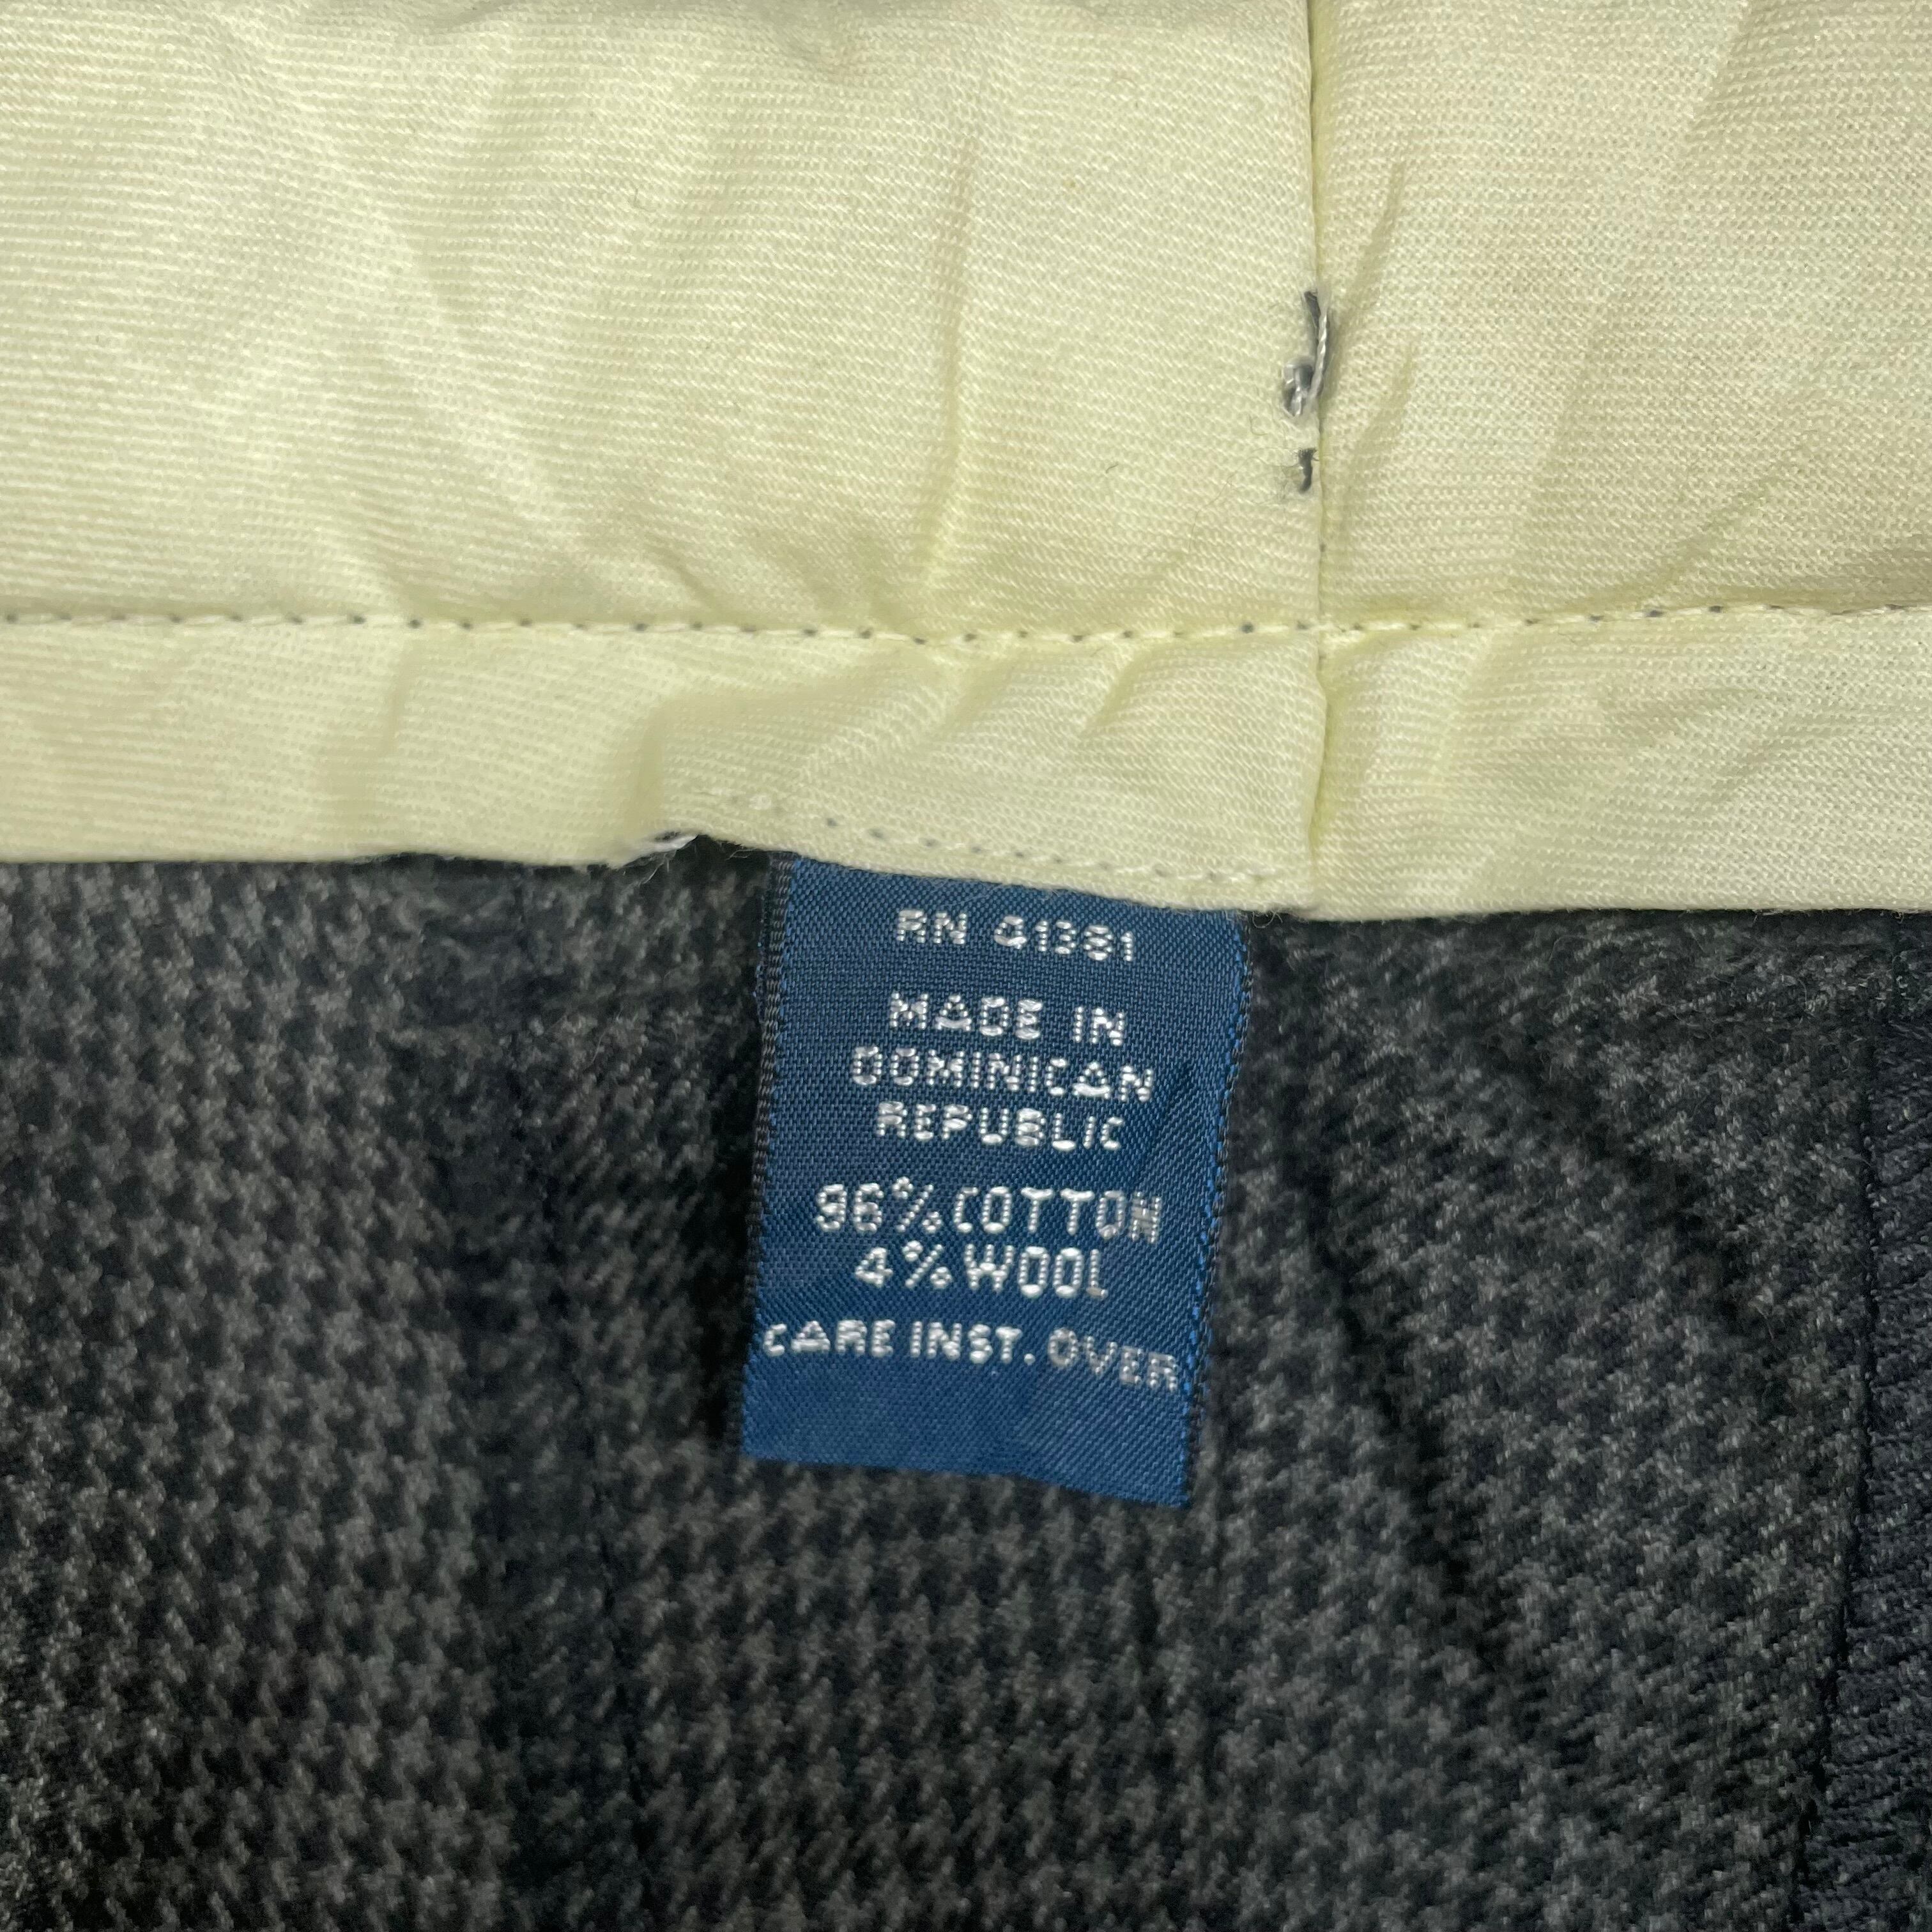 RN 41381
MADE IN
DOMINICAN
REPUBLIC
96% COTTON
4% WOOL
CARE INST. OVER